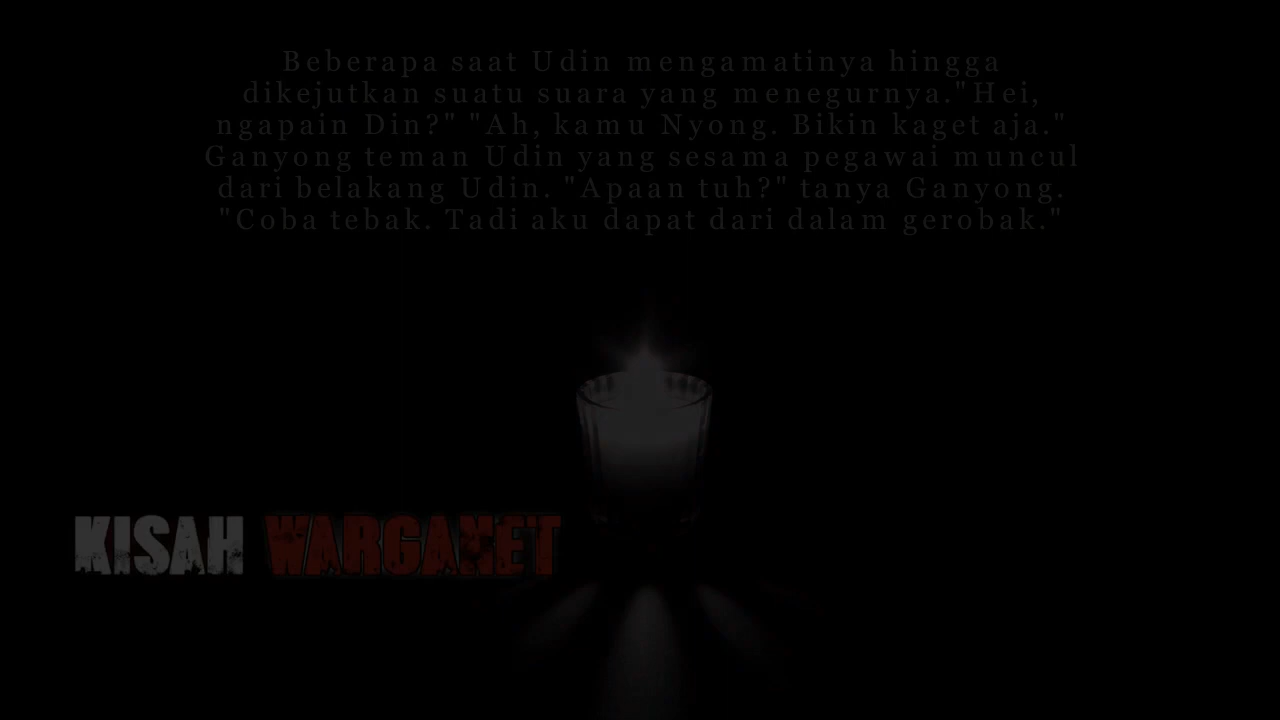 Beberapa saat Udin mengamatinya hingga
dikejutkan suatu suara yang menegurnya."Hei,
ngapain Din?" "Ah, kamu Nyong. Bikin kaget aja."
Ganyong teman Udin yang sesama pegawai muncul
dari belakang Udin. "Apaan tuh?" tanya Ganyong.
"Coba tebak. Tadi aku dapat dari dalam gerobak."
KISAH WARGANET